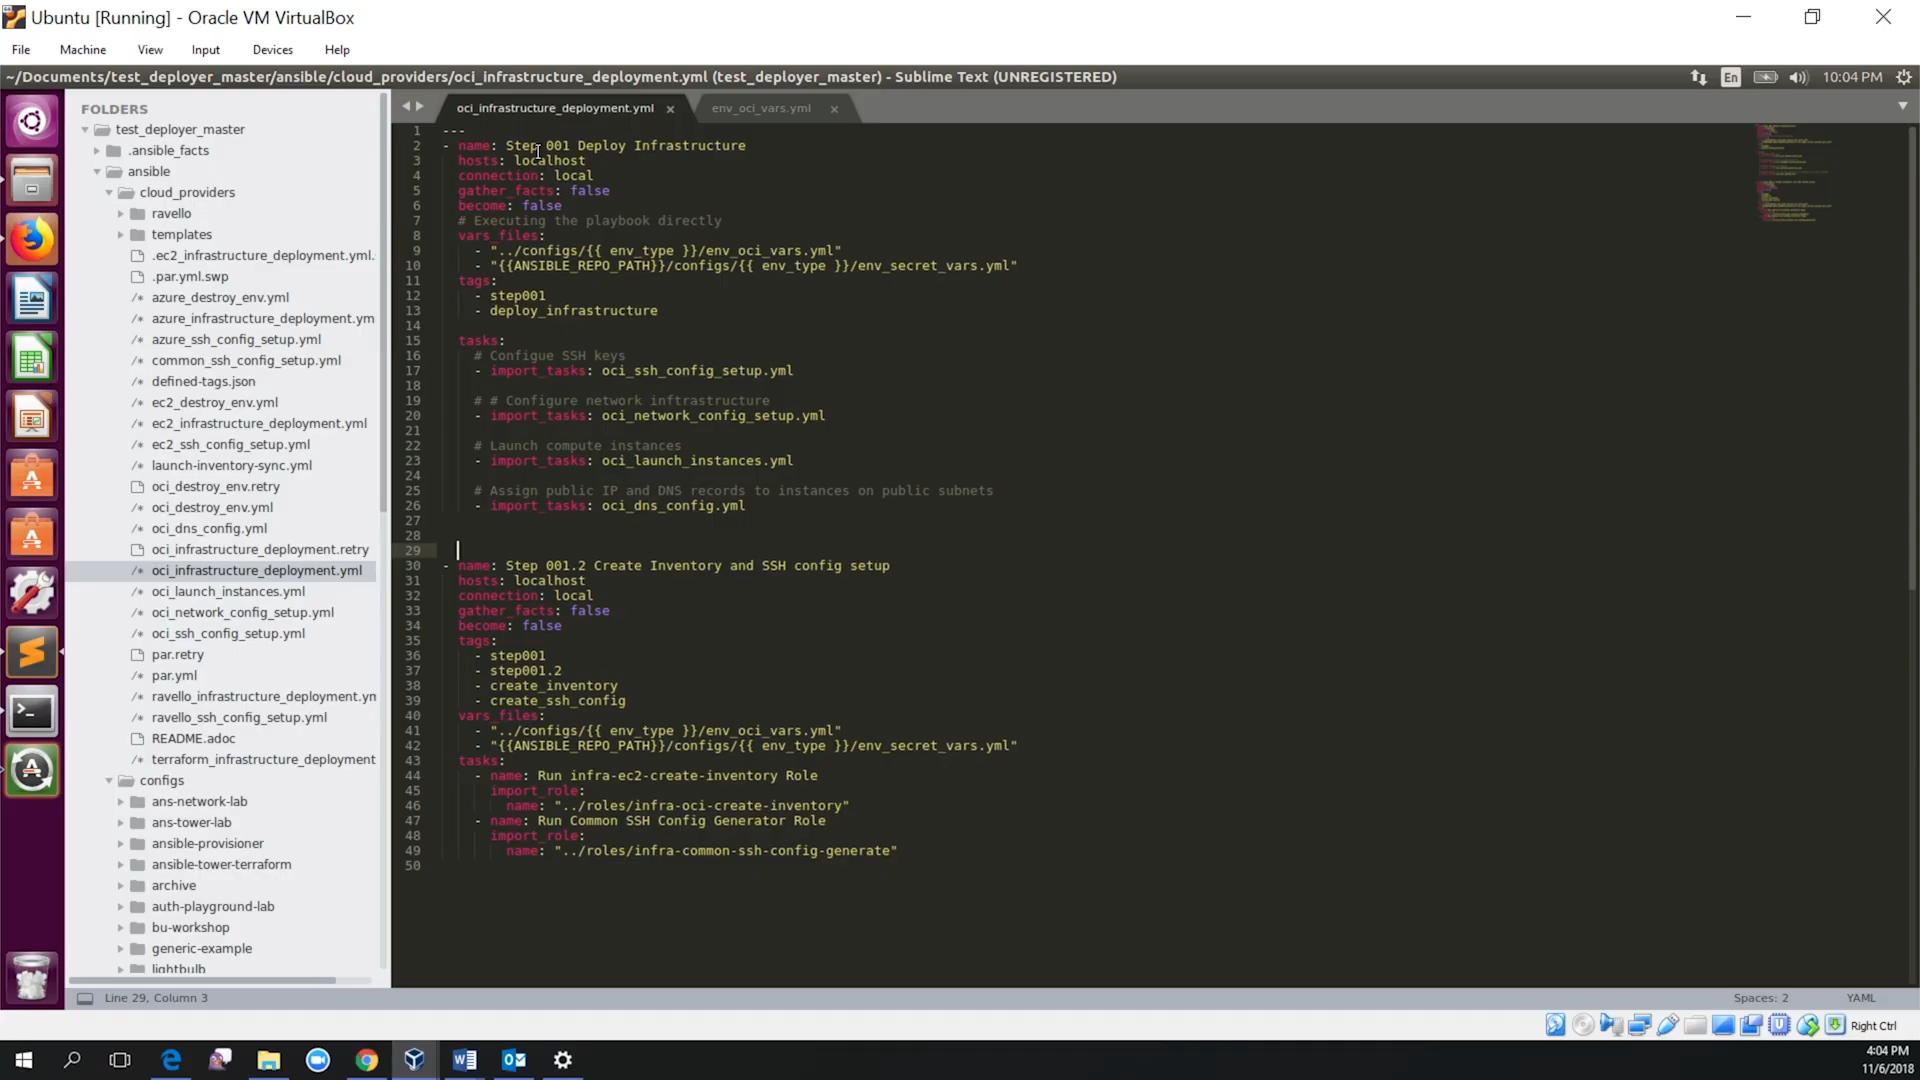 Ubuntu [Running] - Oracle VM VirtualBox
File Machine View Input Devices Help
~/Documents/test_deployer_master/ansible/cloud_providers/oci_infrastructure_deployment.yml (test_deployer_master) - Sublime Text (UNREGISTERED)
En 10:04 PM
FOLDERS
test_deployer_master
.ansible_facts
ansible
cloud_providers
ravello
templates
.ec2_infrastructure_deployment.yml.
.par.yml.swp
/* azure_destroy_env.yml
/* azure_infrastructure_deployment.ym
/* azure_ssh_config_setup.yml
/* common_ssh_config_setup.yml
/* defined-tags.json
/* ec2_destroy_env.yml
/* ec2_infrastructure_deployment.yml
/* ec2_ssh_config_setup.yml
/* launch-inventory-sync.yml
oci_destroy_env.retry
/* oci_destroy_env.yml
/* oci_dns_config.yml
oci_infrastructure_deployment.retry
/* oci_infrastructure_deployment.yml
/* oci_launch_instances.yml
/* oci_network_config_setup.yml
/* oci_ssh_config_setup.yml
par.retry
/* par.yml
/* ravello_infrastructure_deployment.yn
/* ravello_ssh_config_setup.yml
README.adoc
/* terraform_infrastructure_deployment
configs
ans-network-lab
ans-tower-lab
ansible-provisioner
ansible-tower-terraform
archive
auth-playground-lab
bu-workshop
generic-example
lightbulb
oci_infrastructure_deployment.yml × env_oci_vars.yml ×
1 ---
2 - name: Step 001 Deploy Infrastructure
3 hosts: localhost
4 connection: local
5 gather_facts: false
6 become: false
7 # Executing the playbook directly
8 vars_files:
9 - "../configs/{{ env_type }}/env_oci_vars.yml"
10 - "{{ANSIBLE_REPO_PATH}}/configs/{{ env_type }}/env_secret_vars.yml"
11 tags:
12 - step001
13 - deploy_infrastructure
14
15 tasks:
16 # Configue SSH keys
17 - import_tasks: oci_ssh_config_setup.yml
18
19 # # Configure network inftrastructure
20 - import_tasks: oci_network_config_setup.yml
21
22 # Launch compute instances
23 - import_tasks: oci_launch_instances.yml
24
25 # Assign public IP and DNS records to instances on public subnets
26 - import_tasks: oci_dns_config.yml
27
28
29
30 - name: Step 001.2 Create Inventory and SSH config setup
31 hosts: localhost
32 connection: local
33 gather_facts: false
34 become: false
35 tags:
36 - step001
37 - step001.2
38 - create_inventory
39 - create_ssh_config
40 vars_files:
41 - "../configs/{{ env_type }}/env_oci_vars.yml"
42 - "{{ANSIBLE_REPO_PATH}}/configs/{{ env_type }}/env_secret_vars.yml"
43 tasks:
44 - name: Run infra-ec2-create-inventory Role
45 import_role:
46 name: "../roles/infra-oci-create-inventory"
47 - name: Run Common SSH Config Generator Role
48 import_role:
49 name: "../roles/infra-common-ssh-config-generate"
50
Line 29, Column 3 Spaces: 2 YAML
Right Ctrl
4:04 PM
11/6/2018